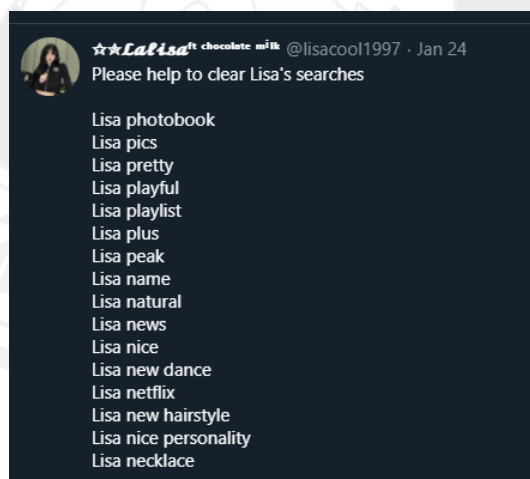 ☆★𝓛𝓪𝓵𝓲𝓼𝓪ᶠᵗ ᶜʰᵒᶜᵒˡᵃᵗᵉ ᵐⁱˡᵏ @lisacool1997 · Jan 24
Please help to clear Lisa's searches
Lisa photobook
Lisa pics
Lisa pretty
Lisa playful
Lisa playlist
Lisa plus
Lisa peak
Lisa name
Lisa natural
Lisa news
Lisa nice
Lisa new dance
Lisa netflix
Lisa new hairstyle
Lisa nice personality
Lisa necklace